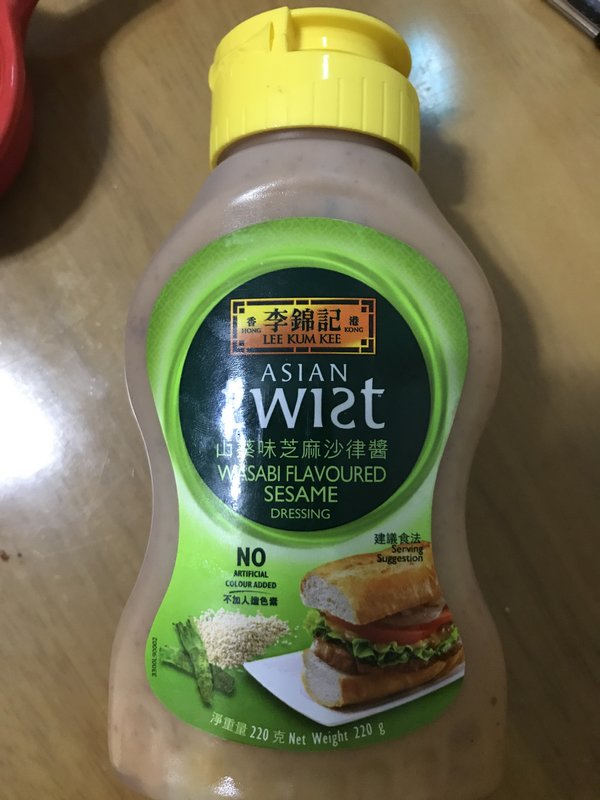 香 李錦記 港
HONG LEE KUM KEE KONG
ASIAN
twist
山葵味芝麻沙律醬
WASABI FLAVOURED
SESAME
DRESSING
NO
ARTIFICIAL
COLOUR ADDED
不加人造色素
建議食法
Serving
Suggestion
淨重量 220 克 Net Weight 220 g